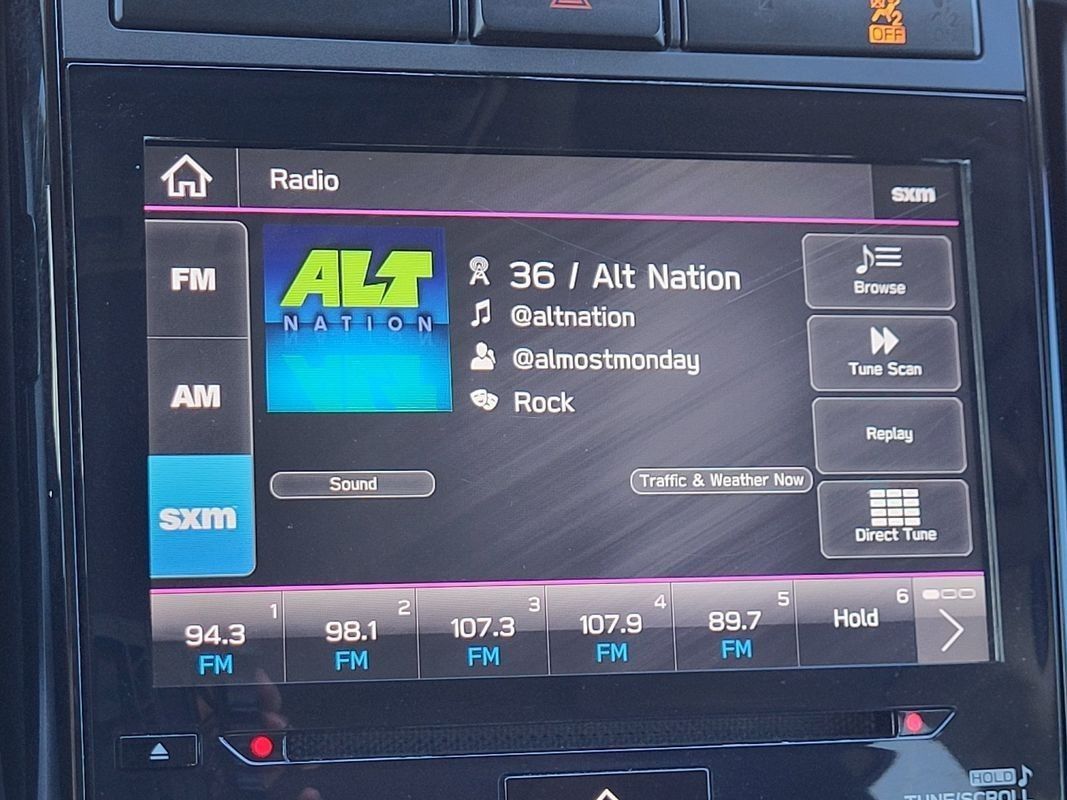 OFF
Radio
sxm
FM
AM
sxm
ALT
NATION
36 / Alt Nation
@altnation
@almostmonday
Rock
Sound
Traffic & Weather Now
Browse
Tune Scan
Replay
Direct Tune
1
94.3
FM
2
98.1
FM
3
107.3
FM
4
107.9
FM
5
89.7
FM
6
Hold
HOLD
TUNE/SCROLL